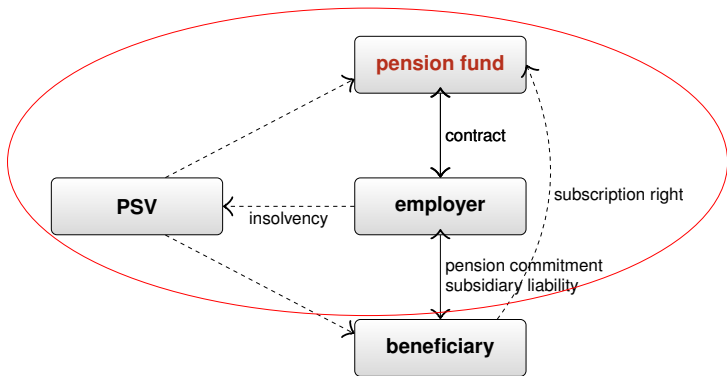 pension fund
contract
subscription right
PSV
insolvency
employer
pension commitment
subsidiary liability
beneficiary